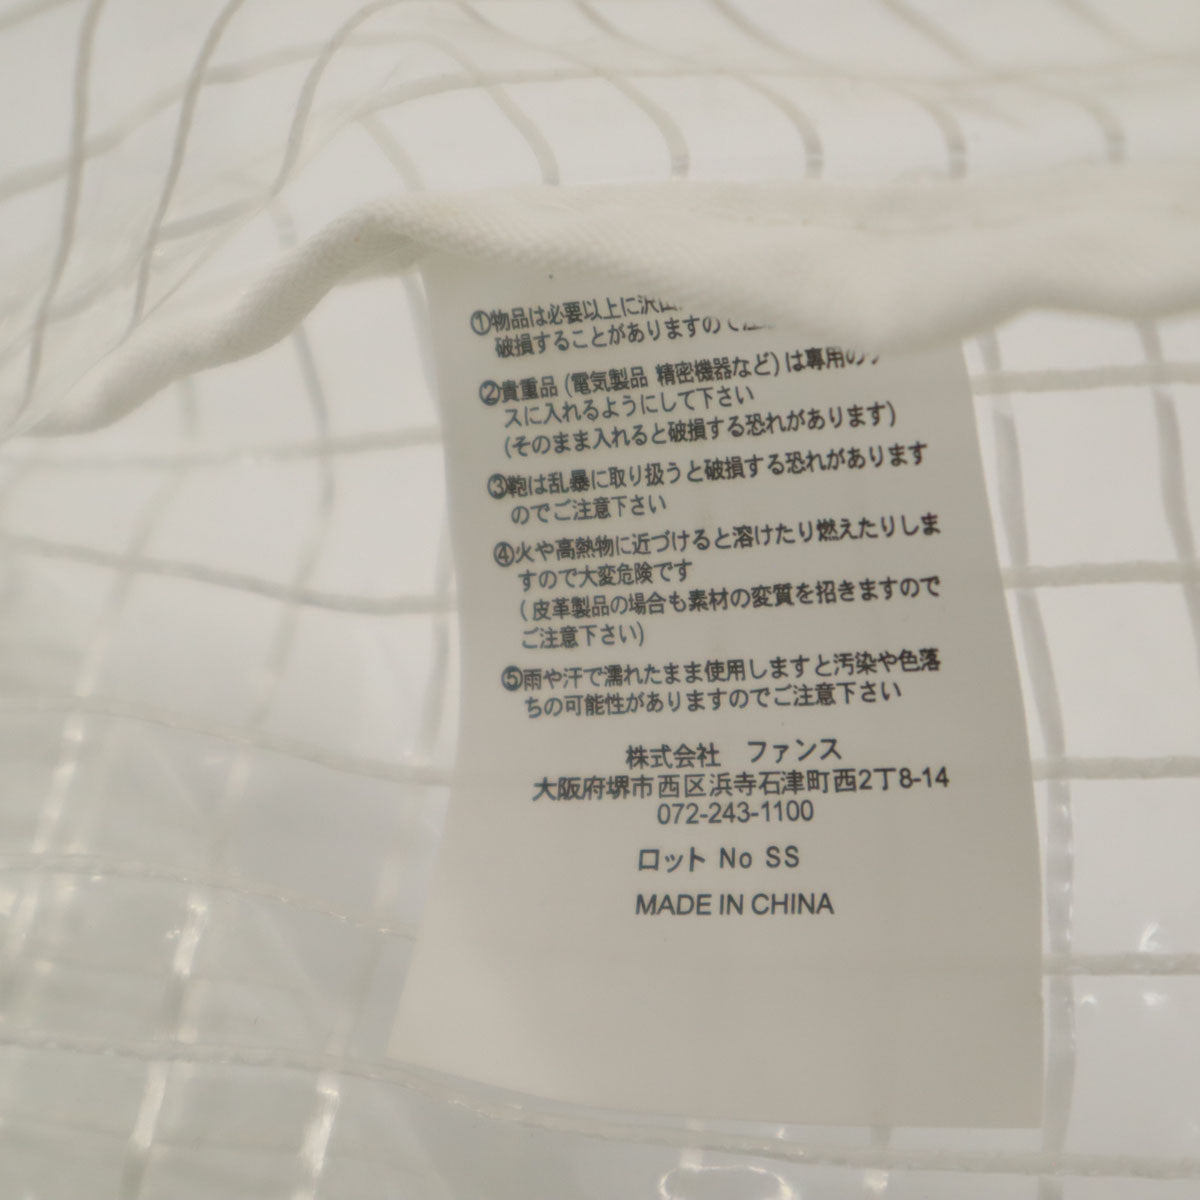 ①物品は必要以上に沢山
破損することがありますので注
②貴重品 (電気製品 精密機器など) は専用の
スに入れるようにして下さい
(そのまま入れると破損する恐れがあります)
③鞄は乱暴に取り扱うと破損する恐れがあります
のでご注意下さい
④火や高熱物に近づけると溶けたり燃えたりしま
すので大変危険です
(皮革製品の場合も素材の変質を招きますので
ご注意下さい)
⑤雨や汗で濡れたまま使用しますと汚染や色落
ちの可能性がありますのでご注意下さい
株式会社 ファンス
大阪府堺市西区浜寺石津町西2丁8-14
072-243-1100
ロット No SS
MADE IN CHINA